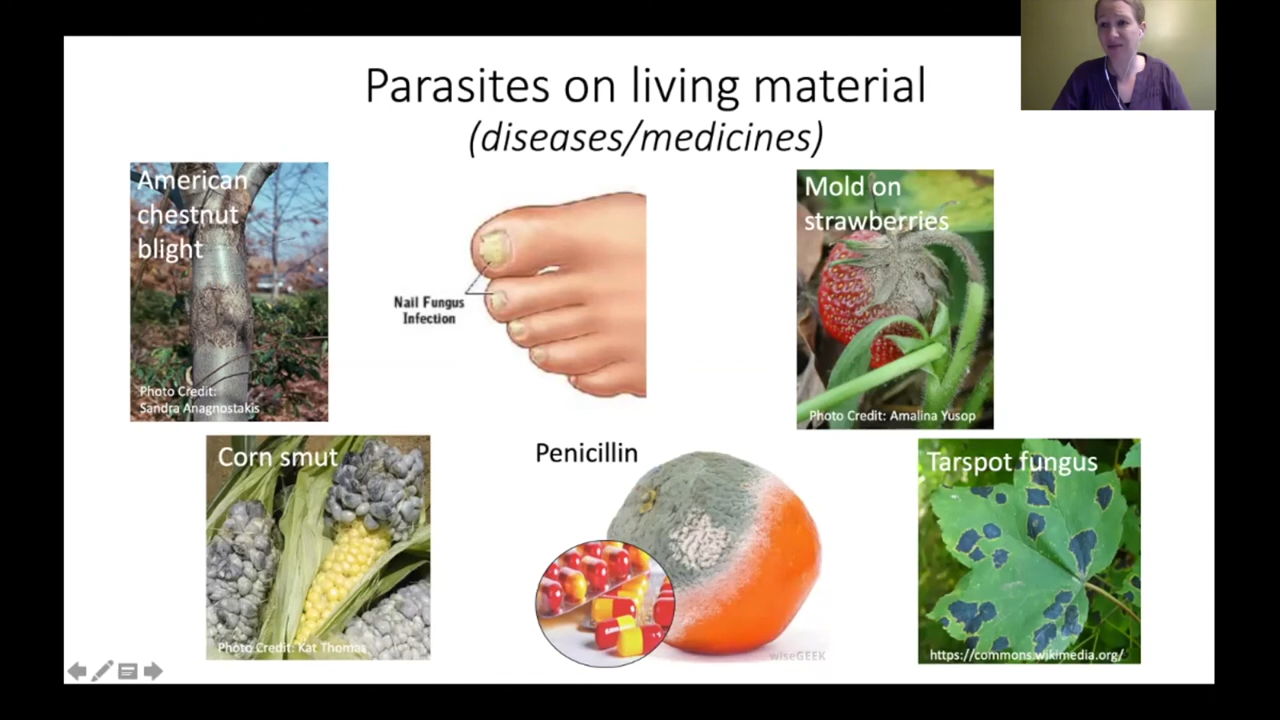 Parasites on living material
(diseases/medicines)
American
chestnut
blight
Photo Credit:
Sandra Anagnostakis
Nail Fungus
Infection
Mold on
strawberries
Photo Credit: Amalina Yusop
Corn smut
Photo Credit: Kat Thomas
Penicillin
wiseGEEK
Tarspot fungus
https://commons.wikimedia.org/